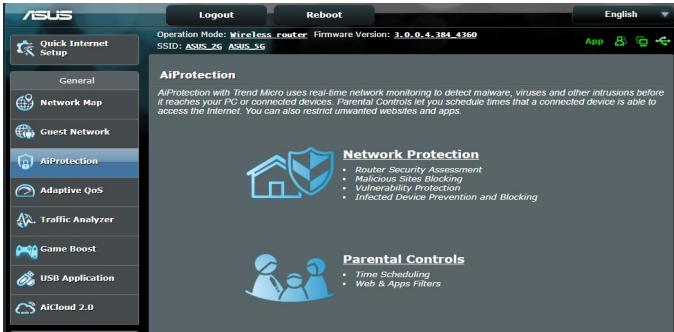 ASUS
Logout
Reboot
English
Quick Internet
Setup
Operation Mode: Wireless router Firmware Version: 3.0.0.4.384_4360
SSID: ASUS_2G ASUS_5G
App
General
Network Map
Guest Network
AiProtection
Adaptive QoS
Traffic Analyzer
Game Boost
USB Application
AiCloud 2.0
AiProtection
AiProtection with Trend Micro uses real-time network monitoring to detect malware, viruses and other intrusions before
it reaches your PC or connected devices. Parental Controls let you schedule times that a connected device is able to
access the Internet. You can also restrict unwanted websites and apps.
Network Protection
• Router Security Assessment
• Malicious Sites Blocking
• Vulnerability Protection
• Infected Device Prevention and Blocking
Parental Controls
• Time Scheduling
• Web & Apps Filters